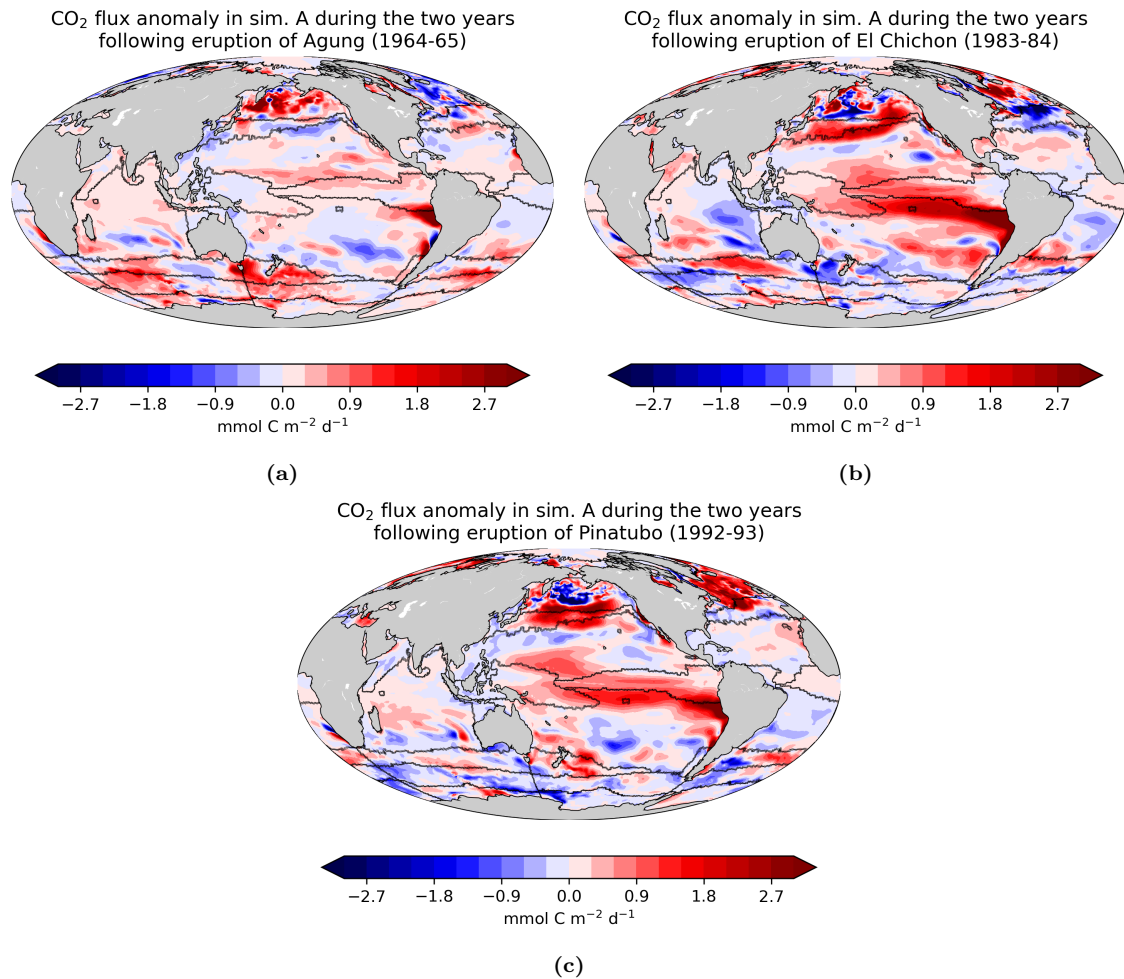 CO₂ flux anomaly in sim. A during the two years
following eruption of Agung (1964-65)
−2.7 −1.8 −0.9 0.0 0.9 1.8 2.7
mmol C m⁻² d⁻¹
(a)
CO₂ flux anomaly in sim. A during the two years
following eruption of El Chichon (1983-84)
−2.7 −1.8 −0.9 0.0 0.9 1.8 2.7
mmol C m⁻² d⁻¹
(b)
CO₂ flux anomaly in sim. A during the two years
following eruption of Pinatubo (1992-93)
−2.7 −1.8 −0.9 0.0 0.9 1.8 2.7
mmol C m⁻² d⁻¹
(c)